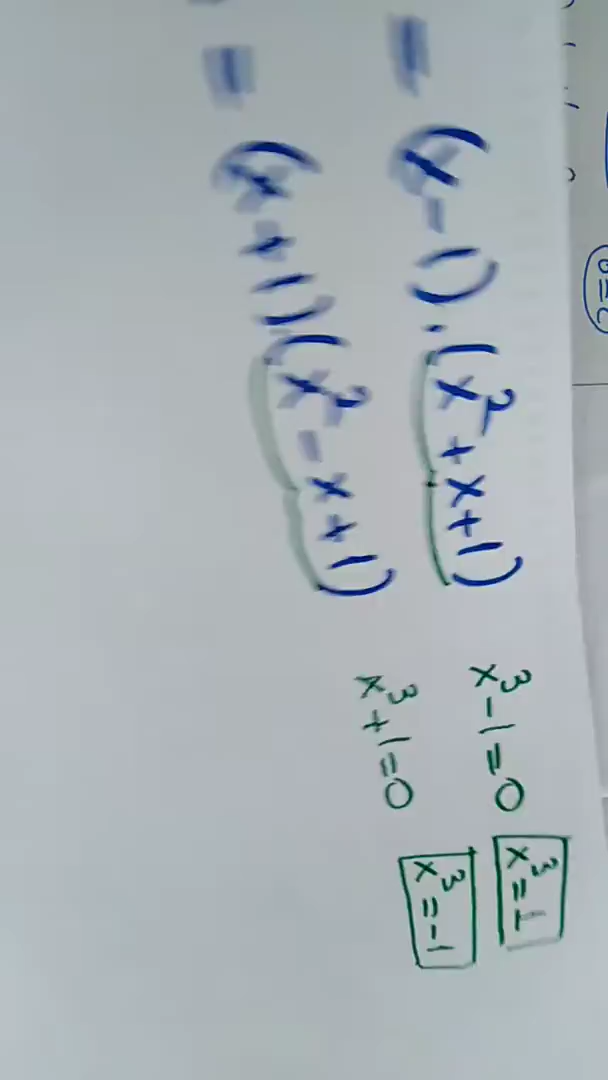 = (x-1).(x²+x+1) x³-1=0 x³=1
= (x+1)(x²-x+1) x³+1=0 x³=-1